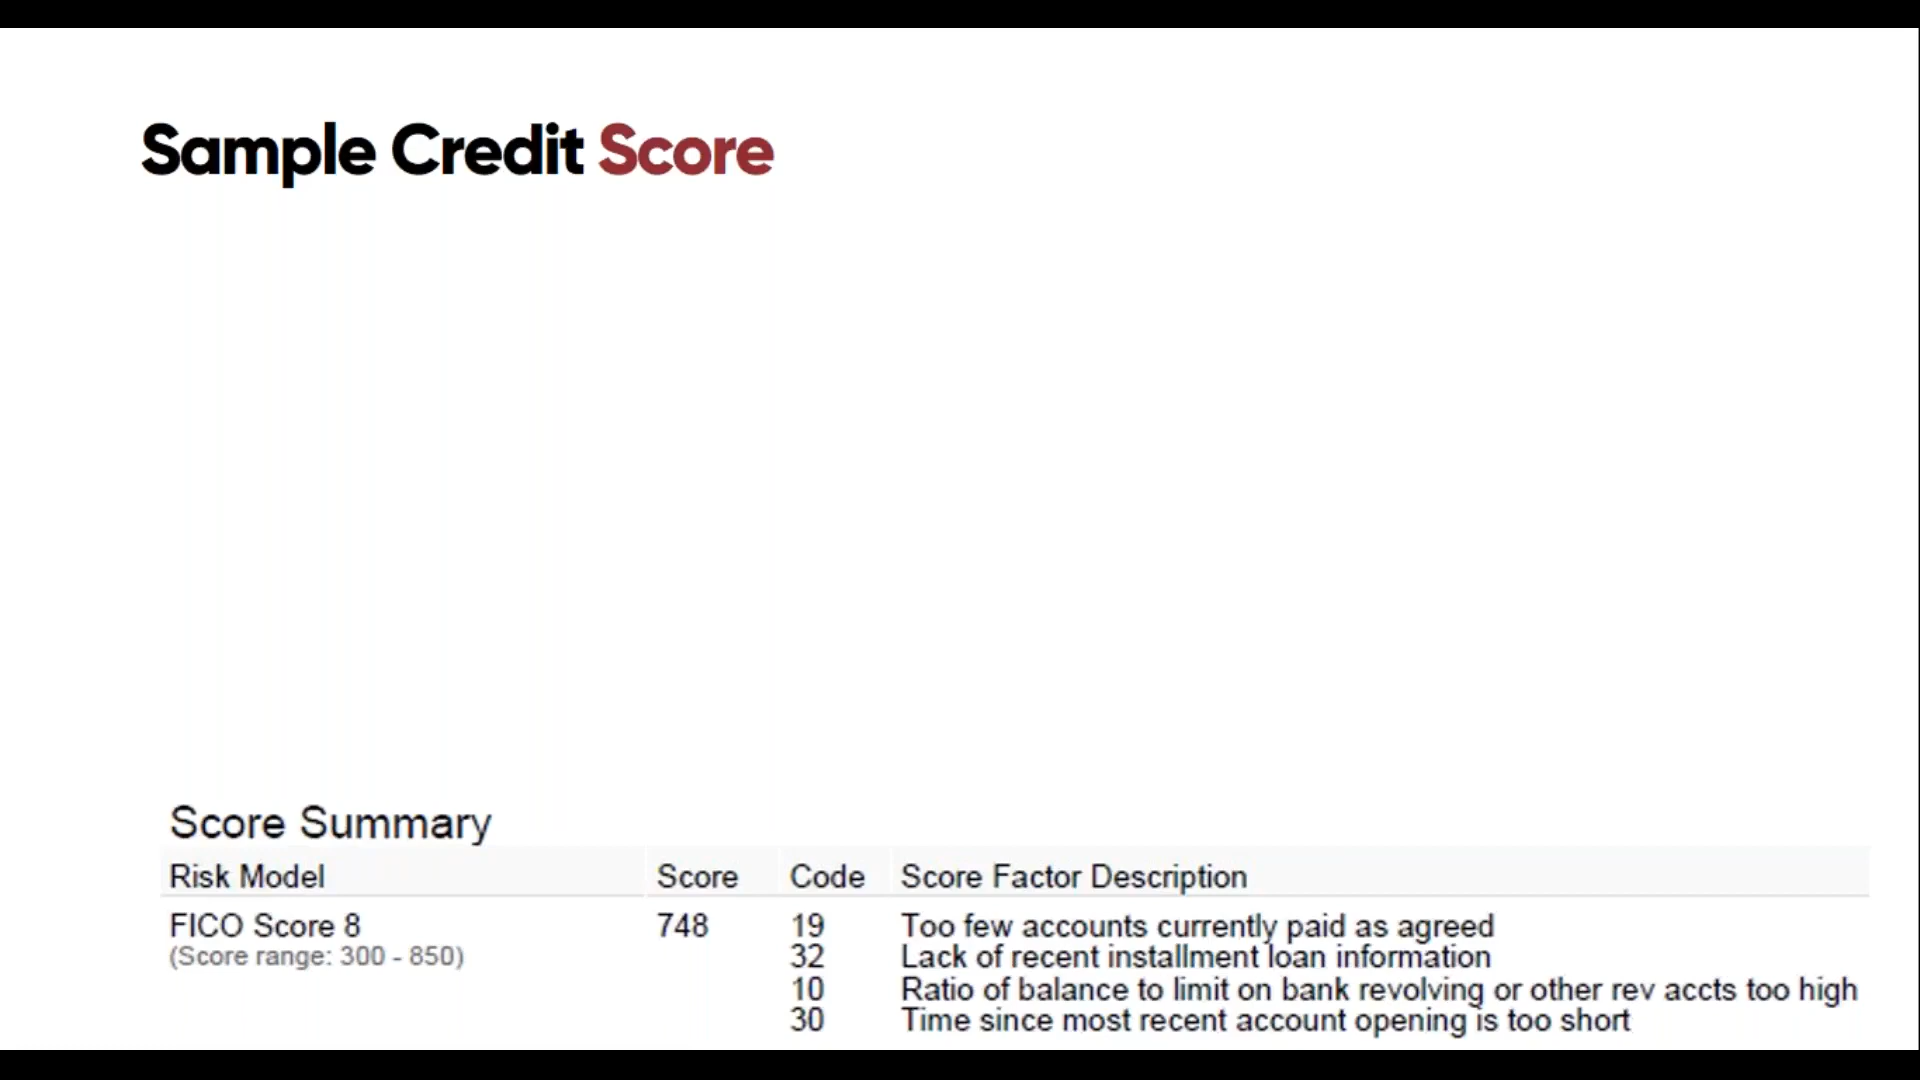 Sample Credit Score
Score Summary
Risk Model Score Code Score Factor Description
FICO Score 8 748 19 Too few accounts currently paid as agreed
(Score range: 300 - 850) 32 Lack of recent installment loan information
10 Ratio of balance to limit on bank revolving or other rev accts too high
30 Time since most recent account opening is too short